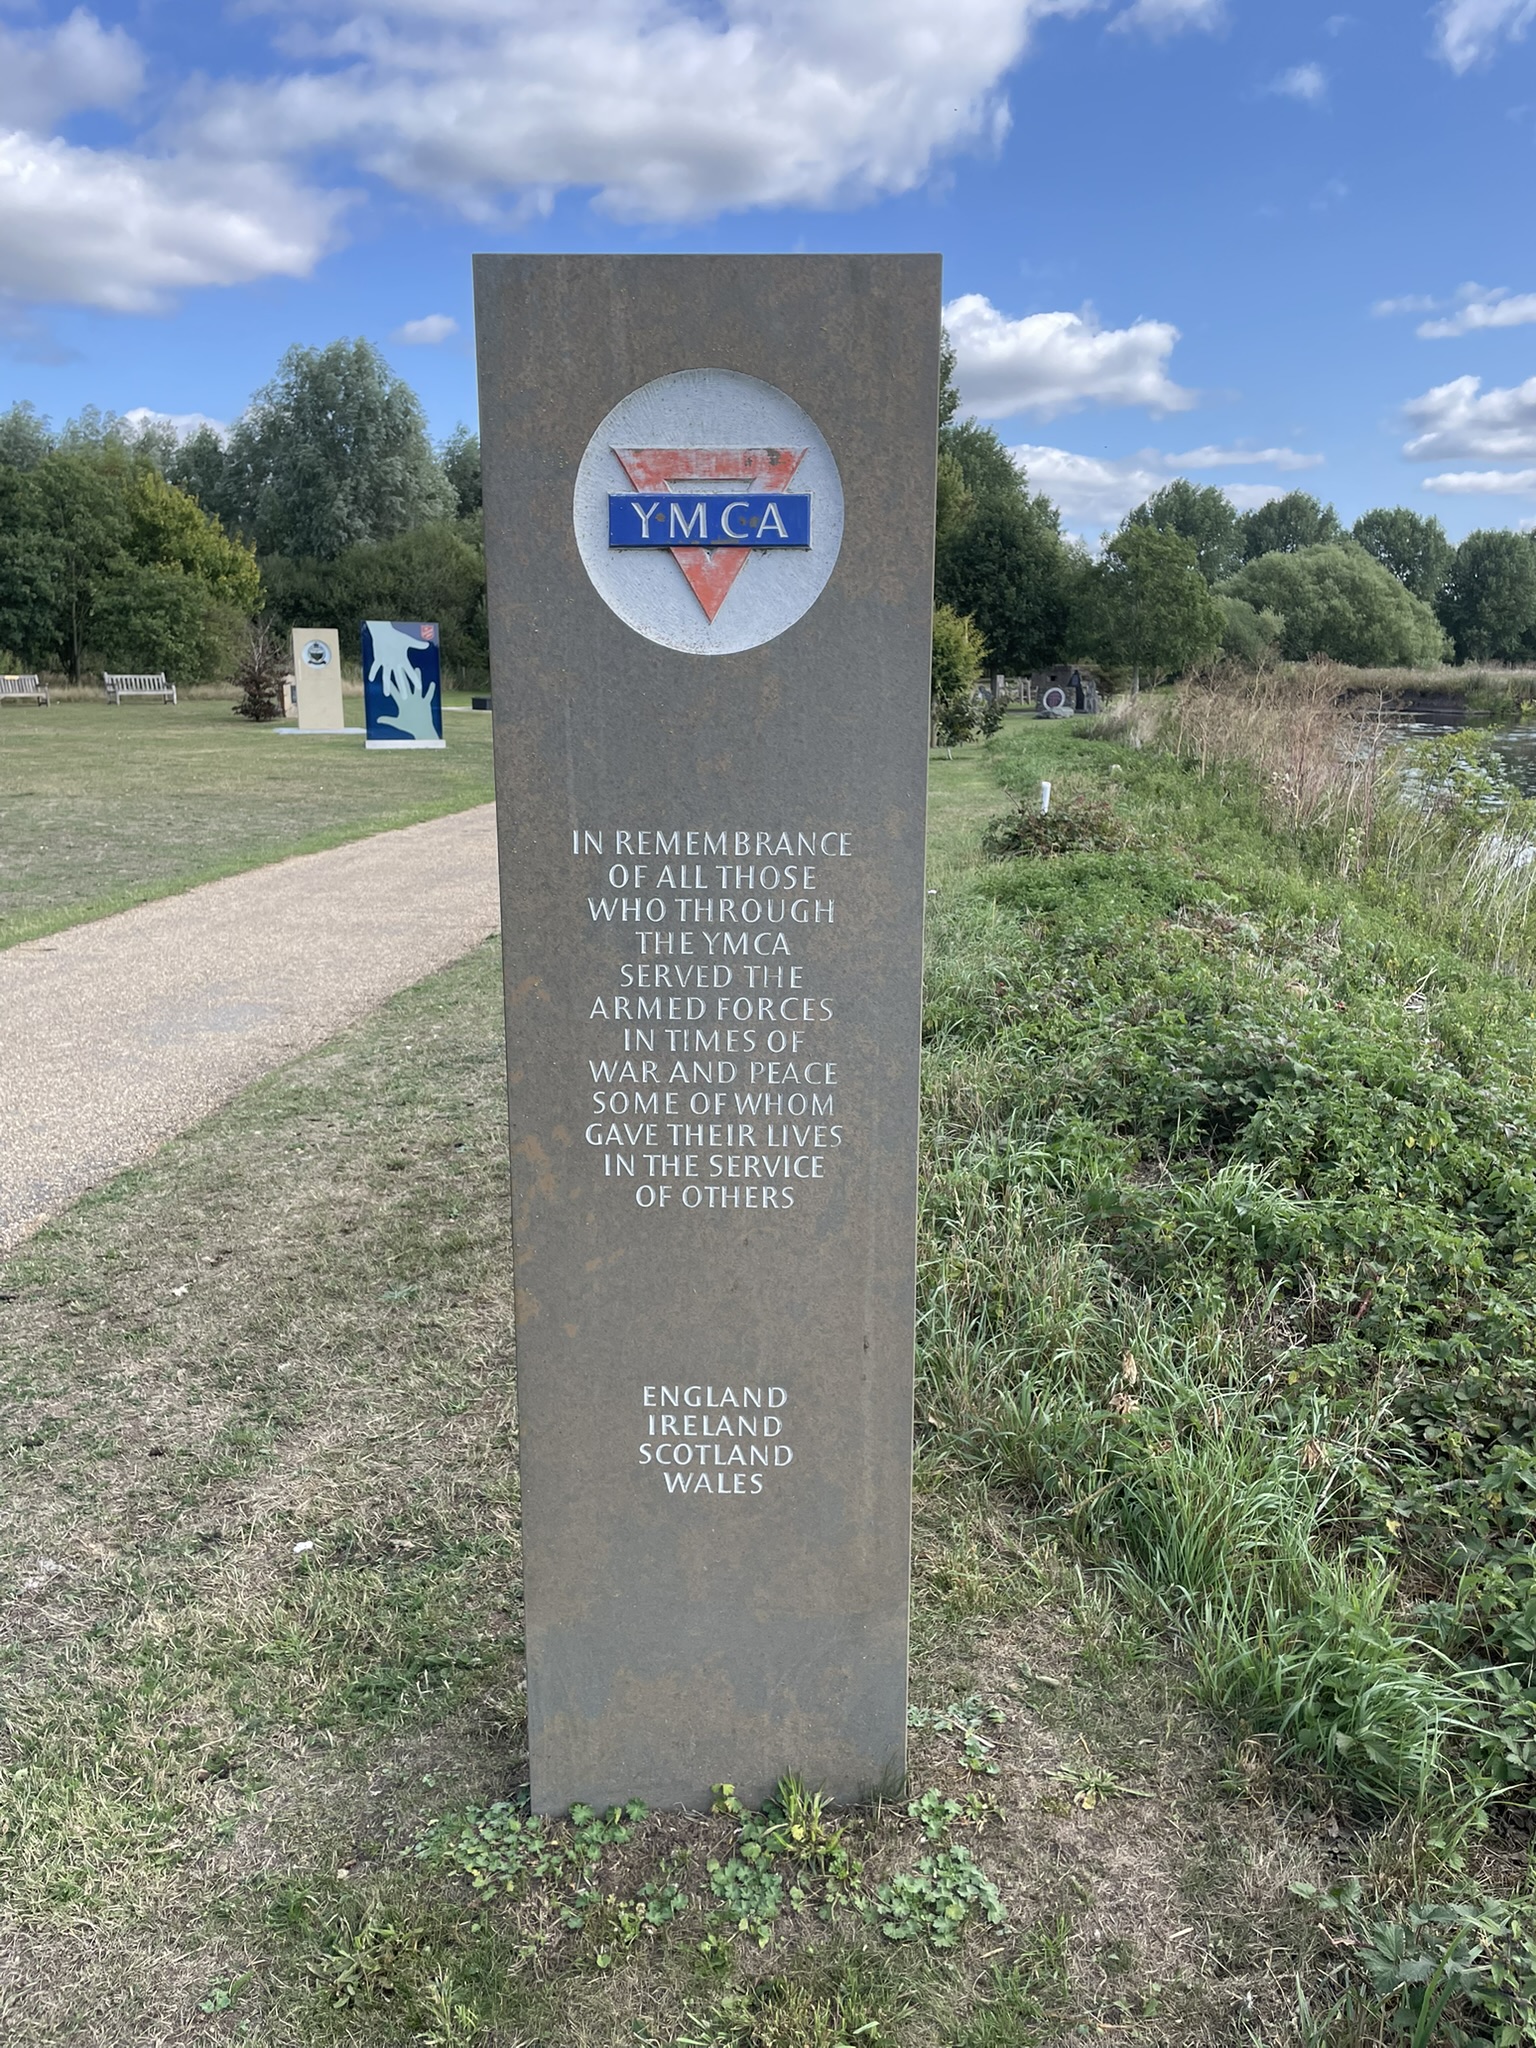 YMCA
IN REMEMBRANCE
OF ALL THOSE
WHO THROUGH
THE YMCA
SERVED THE
ARMED FORCES
IN TIMES OF
WAR AND PEACE
SOME OF WHOM
GAVE THEIR LIVES
IN THE SERVICE
OF OTHERS
ENGLAND
IRELAND
SCOTLAND
WALES